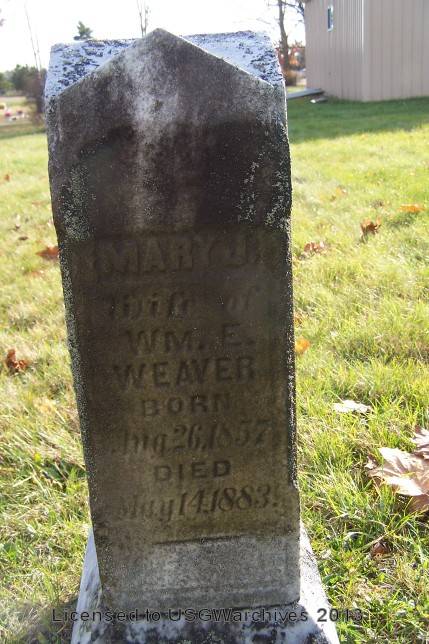 MARY J.
Wife of
WM. E.
WEAVER
BORN
Aug 26, 1857
DIED
May 14, 1883.
Licensed to USGWarchives 2013